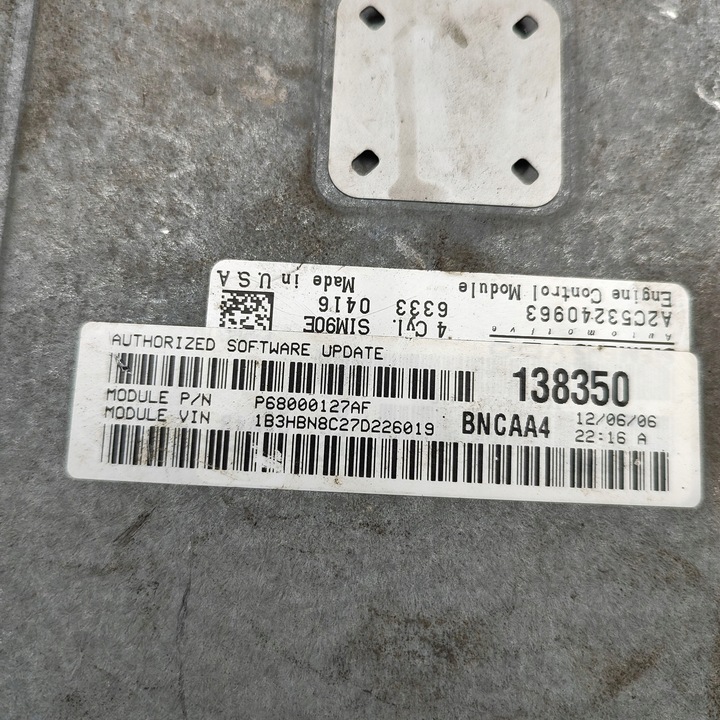 AUTHORIZED SOFTWARE UPDATE
138350
MODULE P/N P68000127AF
MODULE VIN 1B3HBN8C27D226019
BNCAA4
12/06/06
22:16 A
Automotive
A2C53240963
Engine Control Module
4 Cyl. SIM90E
6333 04I6
Made in U.S.A